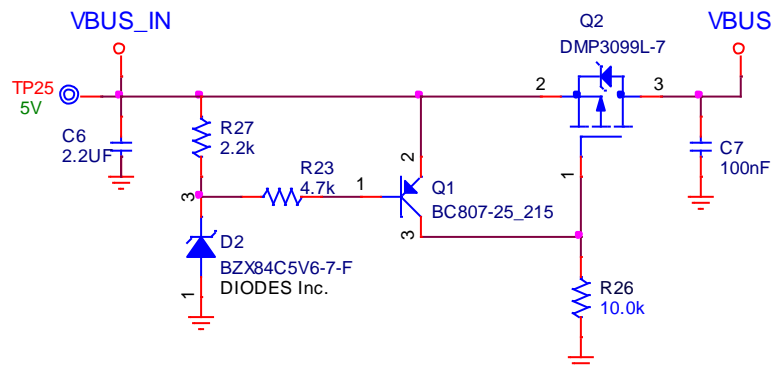 VBUS_IN
Q2
VBUS
DMP3099L-7
TP25
5V
2
3
C6
2.2UF
R27
2.2k
C7
100nF
R23
4.7k
2
1
3
1
Q1
BC807-25_215
3
D2
BZX84C5V6-7-F
DIODES Inc.
1
R26
10.0k